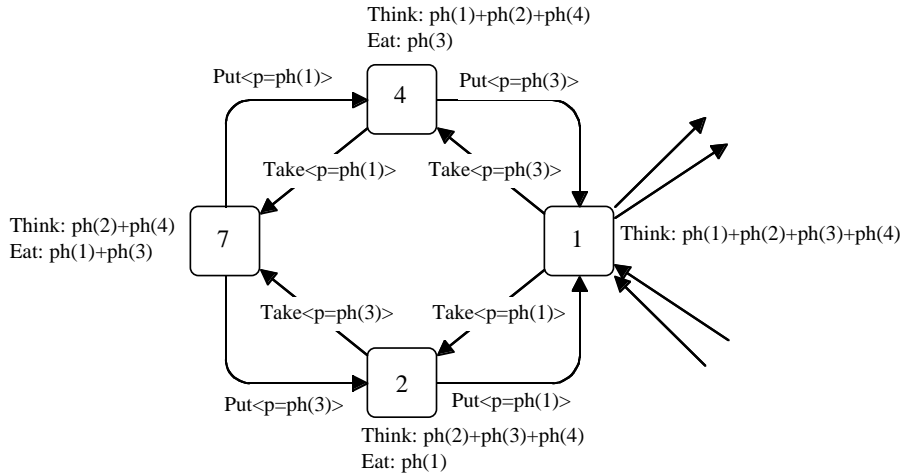 Think: ph(1)+ph(2)+ph(4)
Eat: ph(3)
Put<p=ph(1)>
4
Put<p=ph(3)>
Take<p=ph(1)>
Take<p=ph(3)>
Think: ph(2)+ph(4)
Eat: ph(1)+ph(3)
7
1
Think: ph(1)+ph(2)+ph(3)+ph(4)
Take<p=ph(3)>
Take<p=ph(1)>
2
Put<p=ph(3)>
Put<p=ph(1)>
Think: ph(2)+ph(3)+ph(4)
Eat: ph(1)